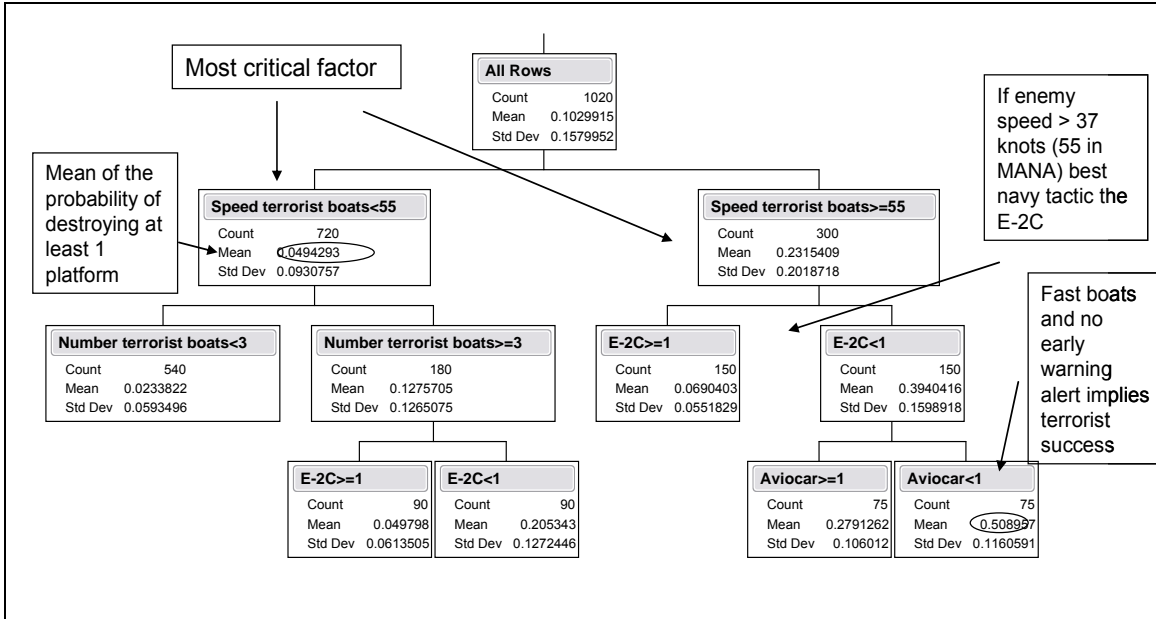 Most critical factor
All Rows
Count 1020
Mean 0.1029915
Std Dev 0.1579952
If enemy
speed > 37
knots (55 in
MANA) best
navy tactic the
E-2C
Mean of the
probability of
destroying at
least 1
platform
Speed terrorist boats<55
Count 720
Mean 0.0494293
Std Dev 0.0930757
Speed terrorist boats>=55
Count 300
Mean 0.2315409
Std Dev 0.2018718
Fast boats
and no
early
warning
alert implies
terrorist
success
Number terrorist boats<3
Count 540
Mean 0.0233822
Std Dev 0.0593496
Number terrorist boats>=3
Count 180
Mean 0.1275705
Std Dev 0.1265075
E-2C>=1
Count 150
Mean 0.0690403
Std Dev 0.0551829
E-2C<1
Count 150
Mean 0.3940416
Std Dev 0.1598918
E-2C>=1
Count 90
Mean 0.049798
Std Dev 0.0613505
E-2C<1
Count 90
Mean 0.205343
Std Dev 0.1272446
Aviocar>=1
Count 75
Mean 0.2791262
Std Dev 0.106012
Aviocar<1
Count 75
Mean 0.508957
Std Dev 0.1160591